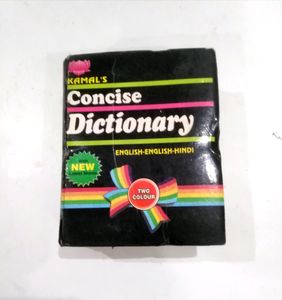 KAMAL'S
Concise
Dictionary
ENGLISH-ENGLISH-HINDI
NEW
TWO
COLOUR